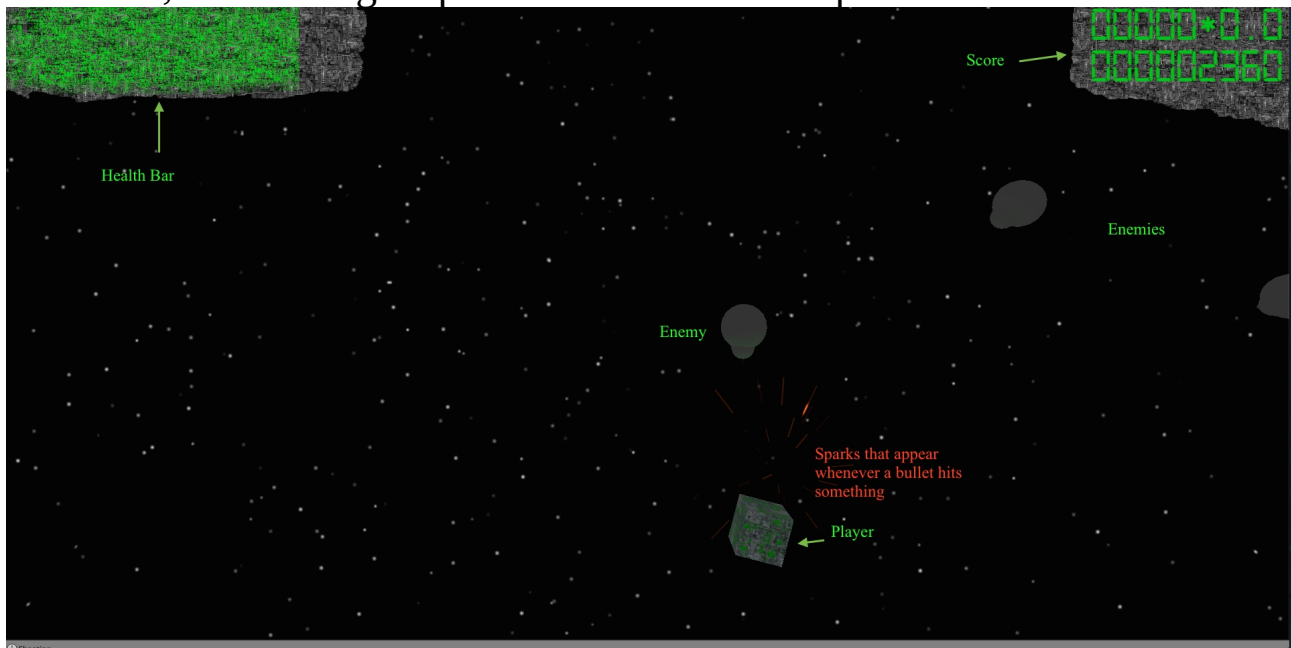 00000*0.0
Score
000002360
Health Bar
Enemies
Enemy
Sparks that appear
whenever a bullet hits
something
Player